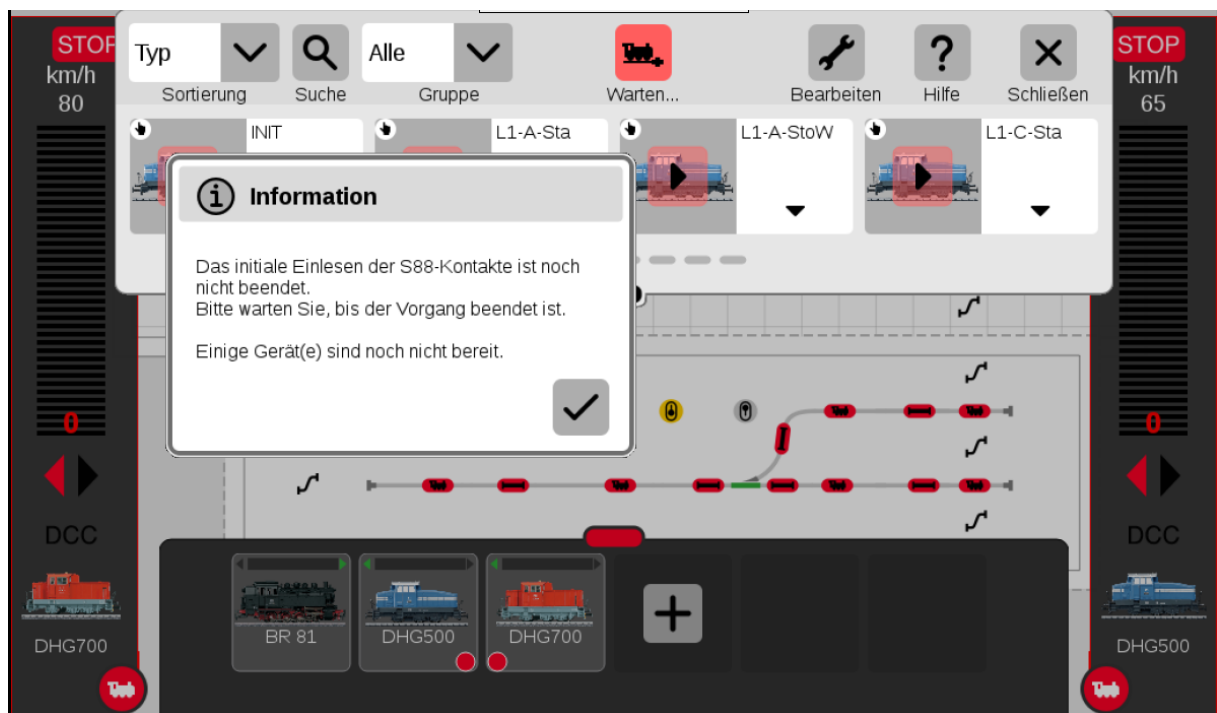 STOP
km/h
80
Typ
Alle
Sortierung
Suche
Gruppe
Warten...
Bearbeiten
Hilfe
Schließen
STOP
km/h
65
INIT
L1-A-Sta
L1-A-StoW
L1-C-Sta
Information
Das initiale Einlesen der S88-Kontakte ist noch
nicht beendet.
Bitte warten Sie, bis der Vorgang beendet ist.
Einige Gerät(e) sind noch nicht bereit.
0
0
DCC
DCC
BR 81
DHG500
DHG700
DHG700
DHG500